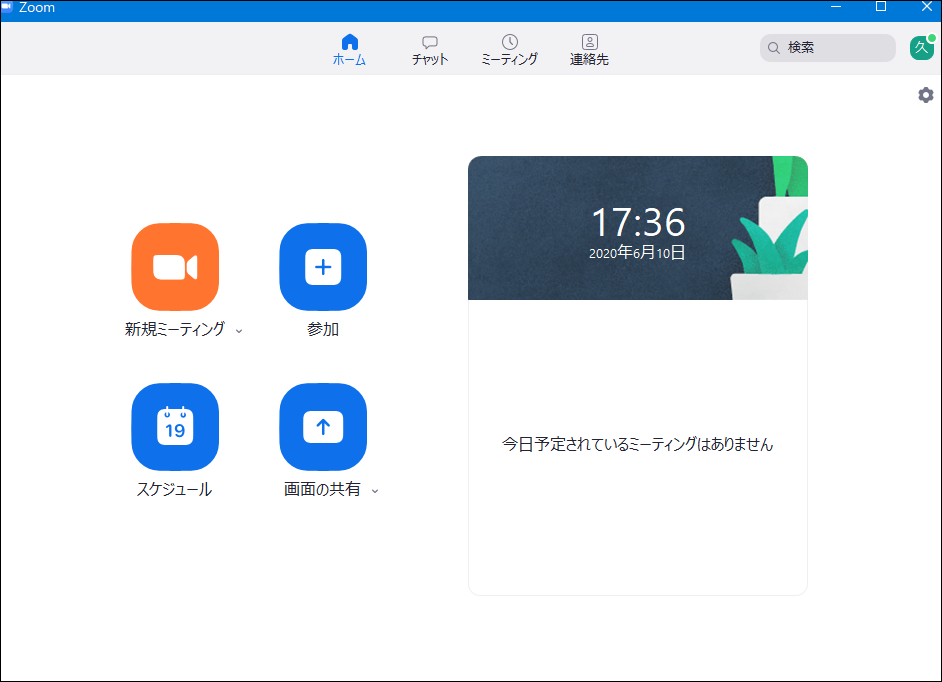 Zoom
ホーム
チャット
ミーティング
連絡先
検索
久
17:36
2020年6月10日
新規ミーティング
参加
19
スケジュール
画面の共有
今日予定されているミーティングはありません